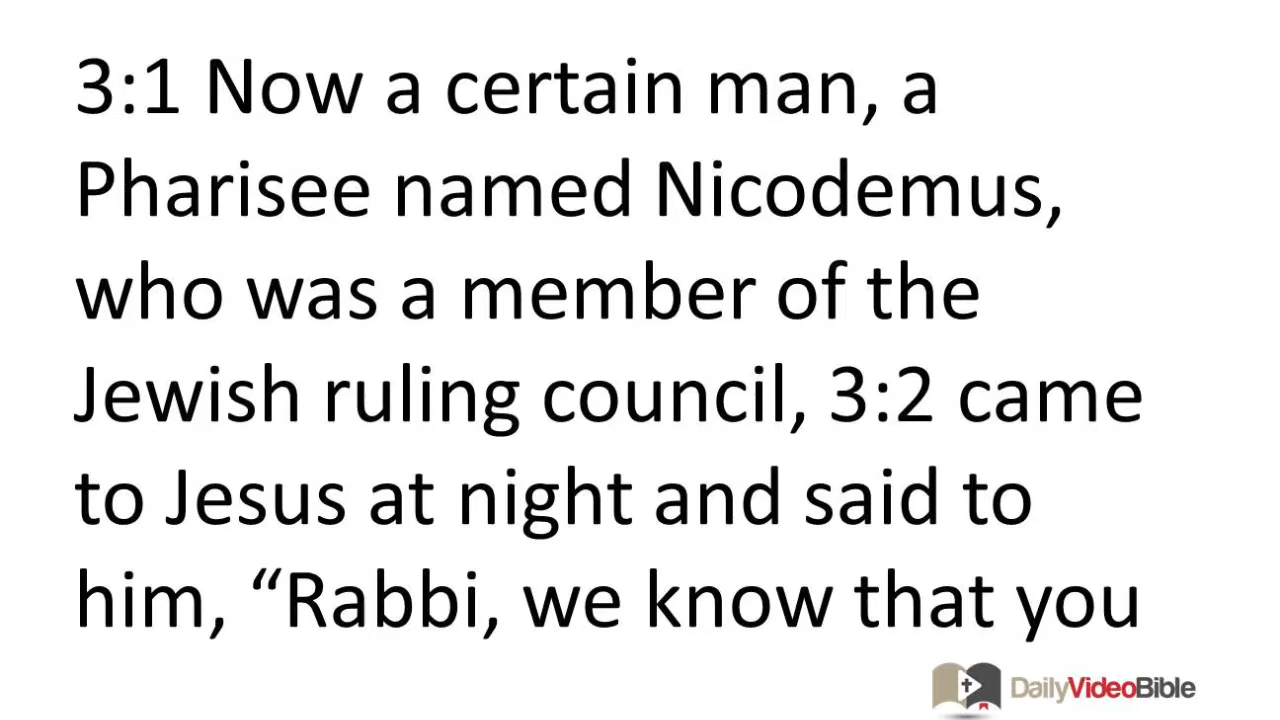 3:1 Now a certain man, a
Pharisee named Nicodemus,
who was a member of the
Jewish ruling council, 3:2 came
to Jesus at night and said to
him, “Rabbi, we know that you
DailyVideoBible